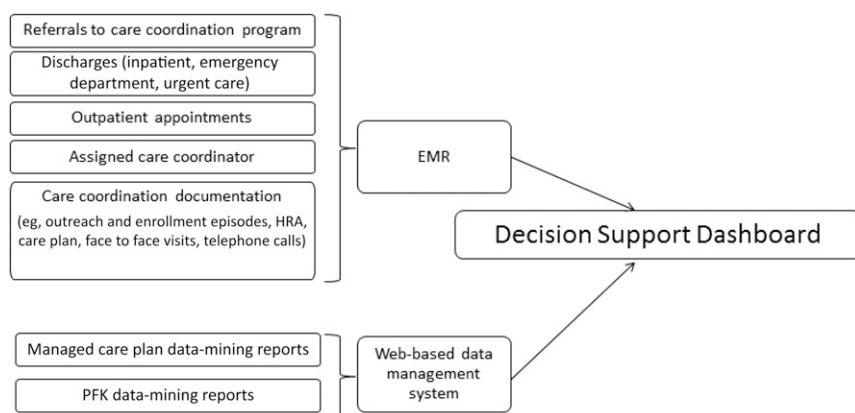 Referrals to care coordination program
Discharges (inpatient, emergency
department, urgent care)
Outpatient appointments
Assigned care coordinator
Care coordination documentation
(eg, outreach and enrollment episodes, HRA,
care plan, face to face visits, telephone calls)
EMR
Decision Support Dashboard
Managed care plan data-mining reports
PFK data-mining reports
Web-based data
management
system